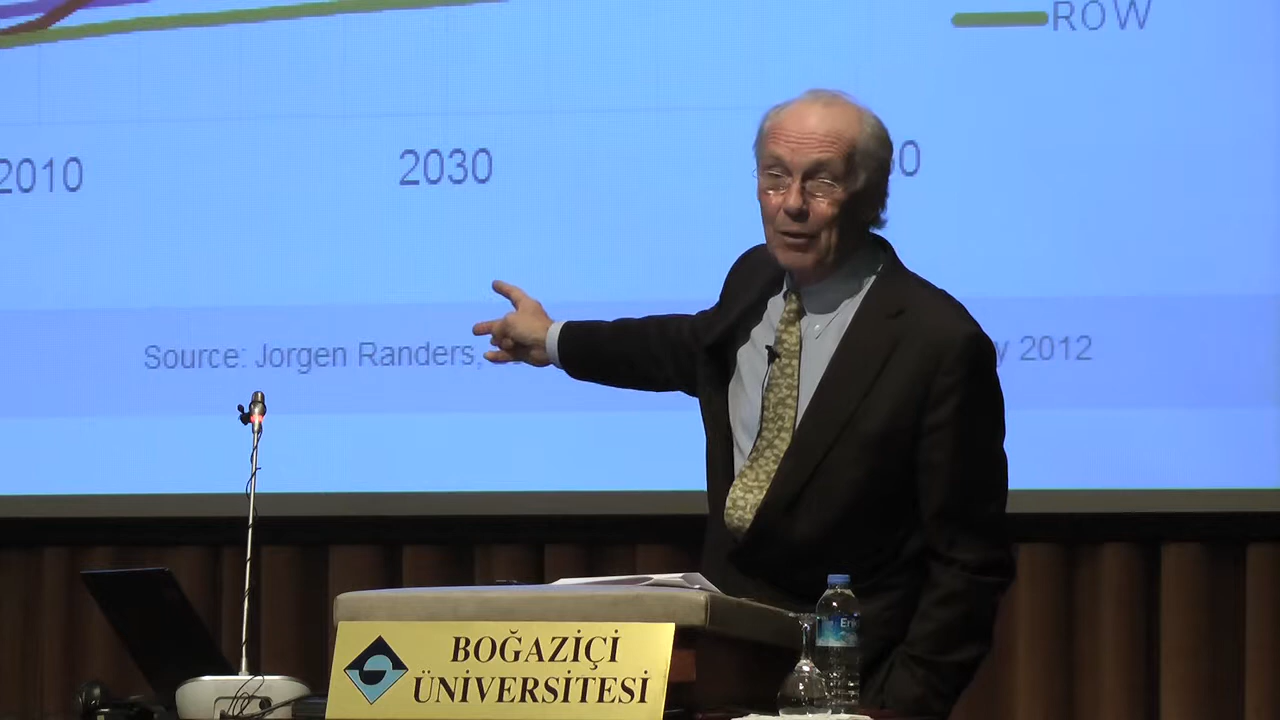 ROW
2010
2030
Source: Jorgen Randers,
2012
BOĞAZİÇİ
ÜNİVERSİTESİ